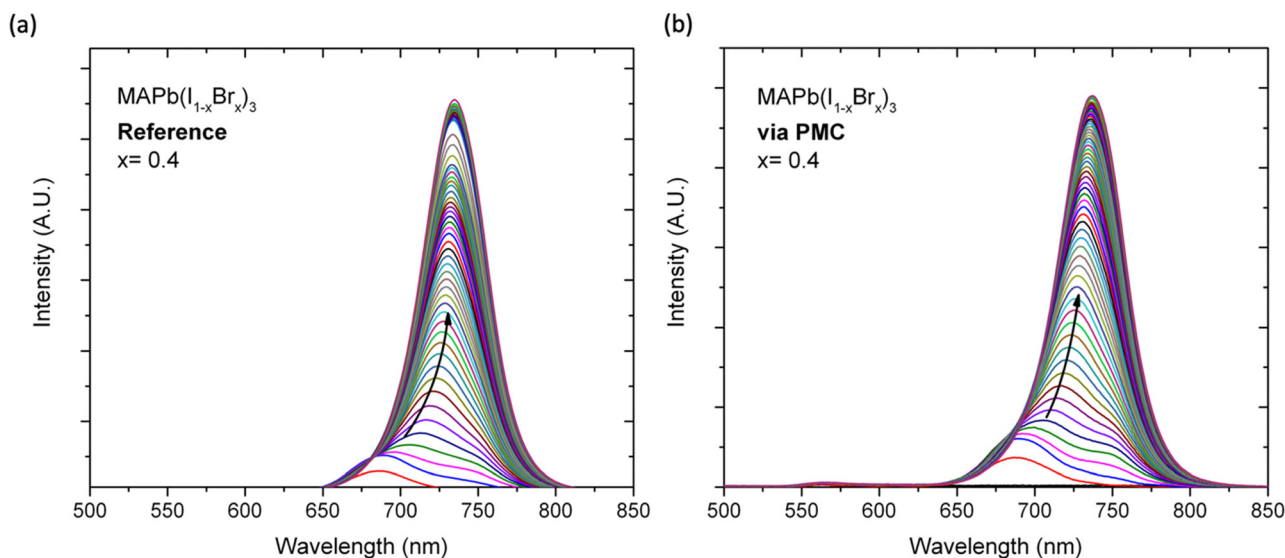 (a)
MAPb(I₁₋ₓBrₓ)₃
Reference
x= 0.4
Intensity (A.U.)
500 550 600 650 700 750 800 850
Wavelength (nm)
(b)
MAPb(I₁₋ₓBrₓ)₃
via PMC
x= 0.4
Intensity (A.U.)
500 550 600 650 700 750 800 850
Wavelength (nm)